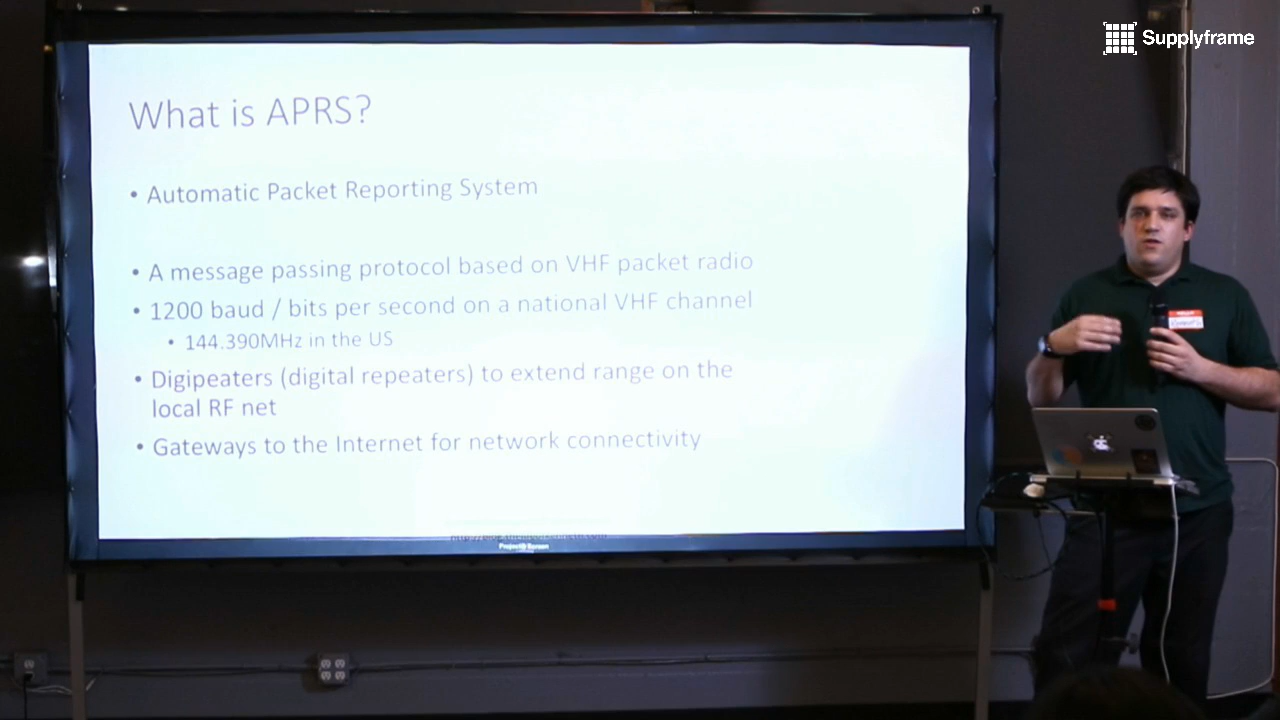 Supplyframe
What is APRS?
• Automatic Packet Reporting System
• A message passing protocol based on VHF packet radio
• 1200 baud / bits per second on a national VHF channel
• 144.390MHz in the US
• Digipeaters (digital repeaters) to extend range on the
local RF net
• Gateways to the Internet for network connectivity
Screen